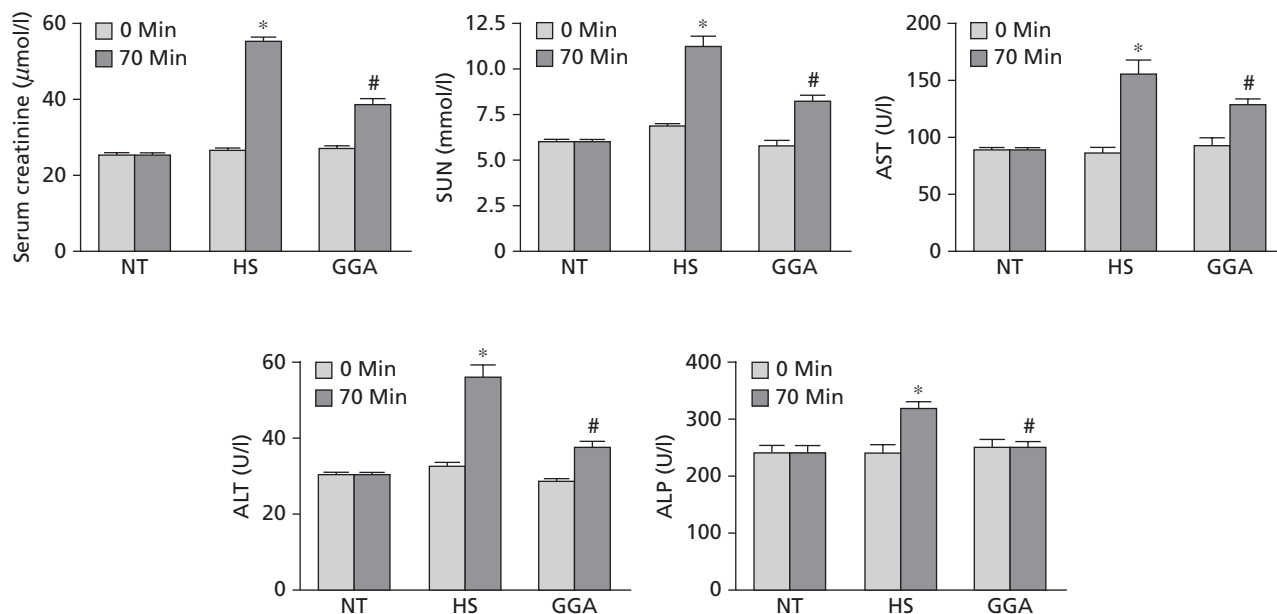 Serum creatinine (μmol/l)
60
40
20
0
0 Min
70 Min
*
#
NT HS GGA
SUN (mmol/l)
12.5
10.0
7.5
5.0
2.5
0
0 Min
70 Min
*
#
NT HS GGA
AST (U/l)
200
150
100
50
0
0 Min
70 Min
*
#
NT HS GGA
ALT (U/l)
60
40
20
0
0 Min
70 Min
*
#
NT HS GGA
ALP (U/l)
400
300
200
100
0
0 Min
70 Min
*
#
NT HS GGA